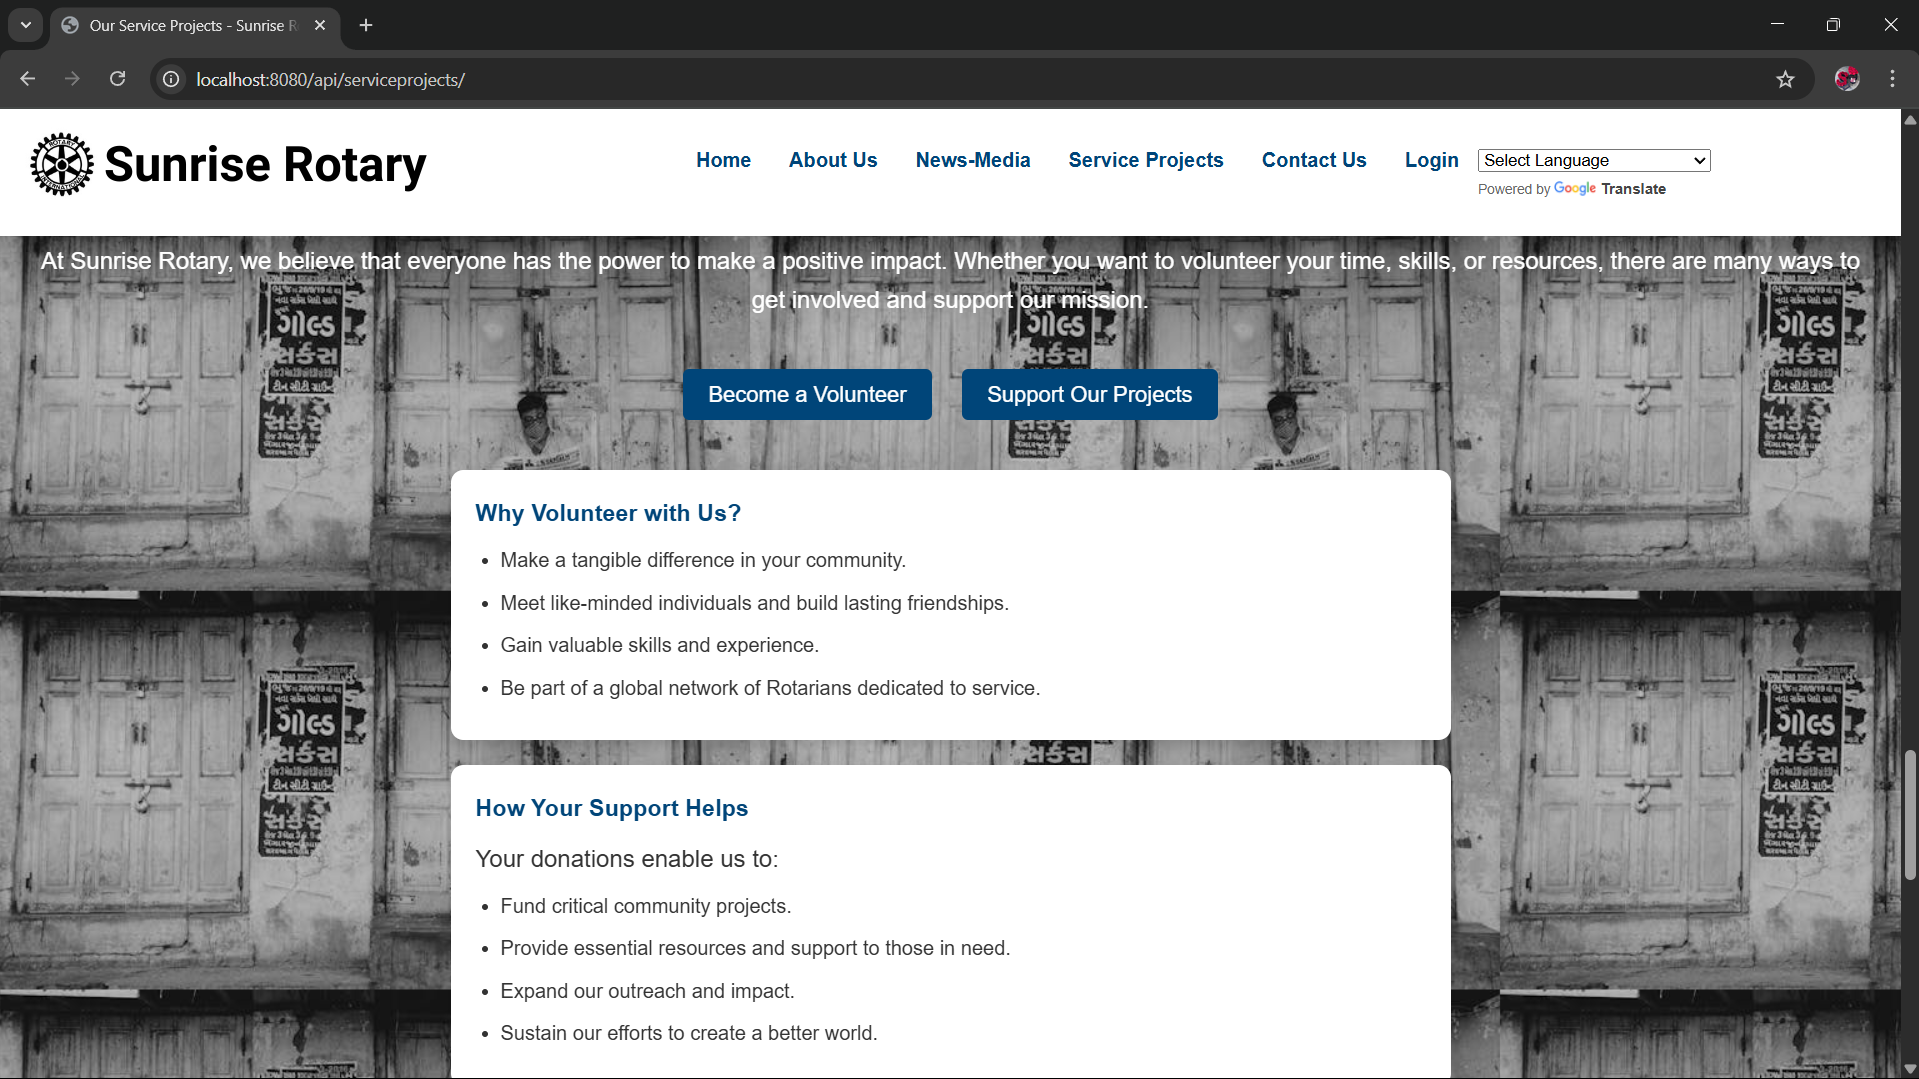 Our Service Projects - Sunrise R
localhost:8080/api/serviceprojects/
ROTARY
INTERNATIONAL
Sunrise Rotary
Home
About Us
News-Media
Service Projects
Contact Us
Login
Select Language
Powered by Google Translate
At Sunrise Rotary, we believe that everyone has the power to make a positive impact. Whether you want to volunteer your time, skills, or resources, there are many ways to
get involved and support our mission.
Become a Volunteer
Support Our Projects
ગોલ્ડ
સર્કસ
ટીન સીટી ગ્રાઉન્ડ
Why Volunteer with Us?
• Make a tangible difference in your community.
• Meet like-minded individuals and build lasting friendships.
• Gain valuable skills and experience.
• Be part of a global network of Rotarians dedicated to service.
How Your Support Helps
Your donations enable us to:
• Fund critical community projects.
• Provide essential resources and support to those in need.
• Expand our outreach and impact.
• Sustain our efforts to create a better world.